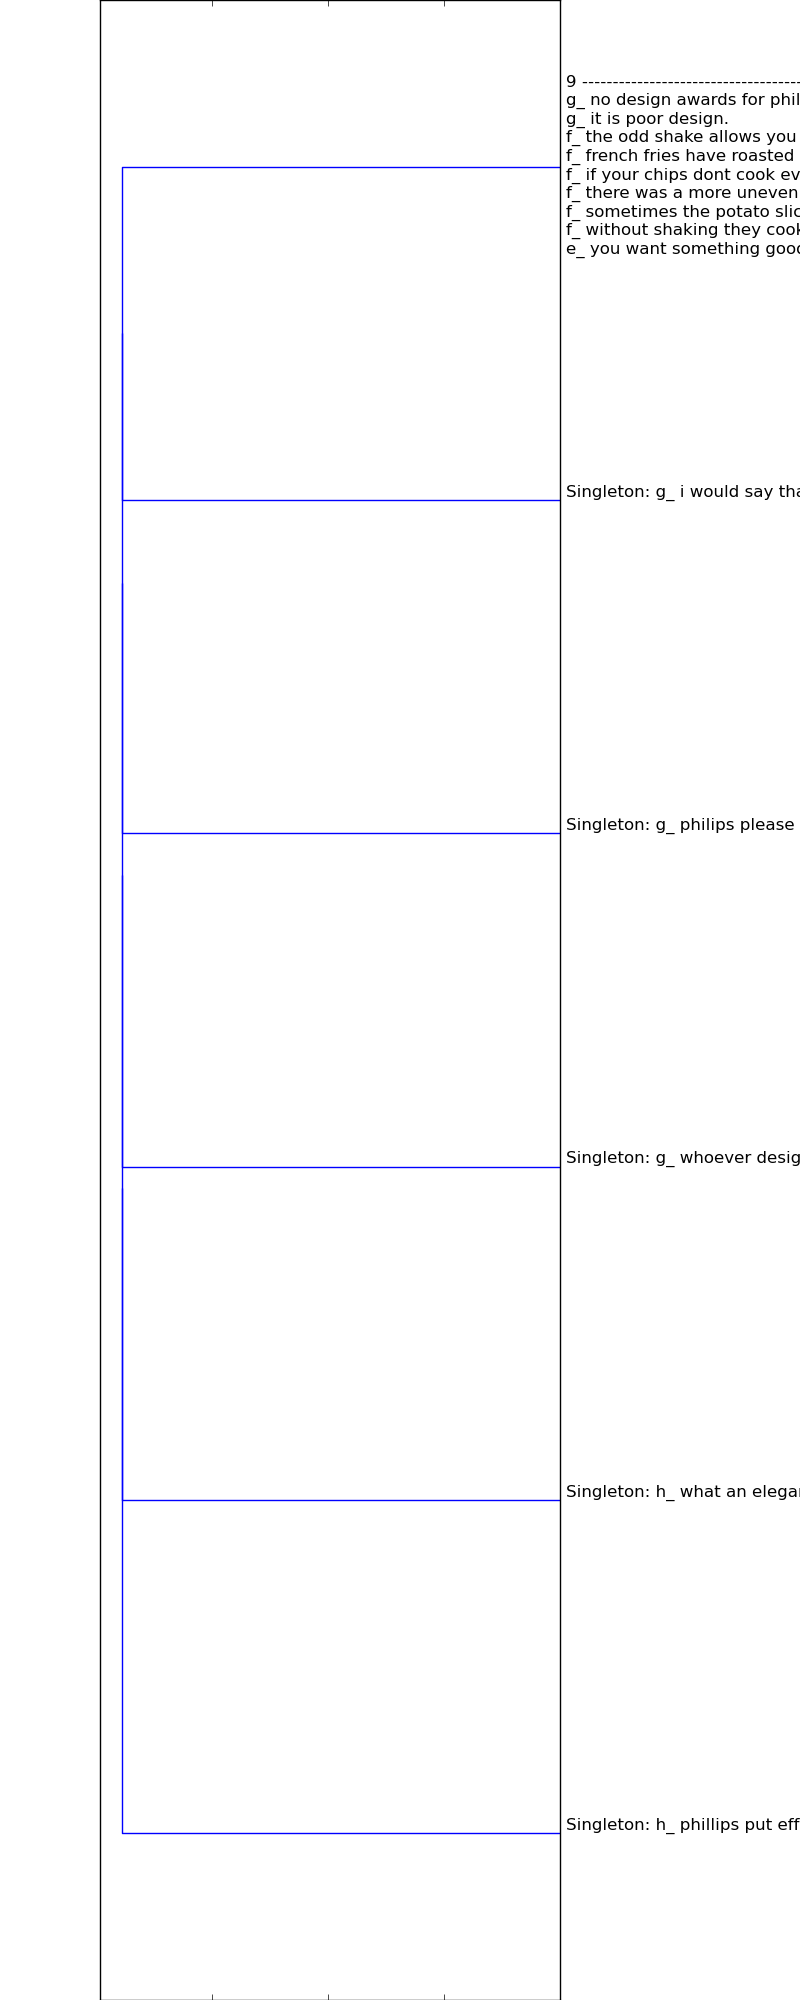 9 -----------------------------------
g_ no design awards for phil
g_ it is poor design.
f_ the odd shake allows you
f_ french fries have roasted
f_ if your chips dont cook ev
f_ there was a more uneven
f_ sometimes the potato slic
f_ without shaking they cook
e_ you want something good
Singleton: g_ i would say tha
Singleton: g_ philips please
Singleton: g_ whoever desig
Singleton: h_ what an elegan
Singleton: h_ phillips put eff